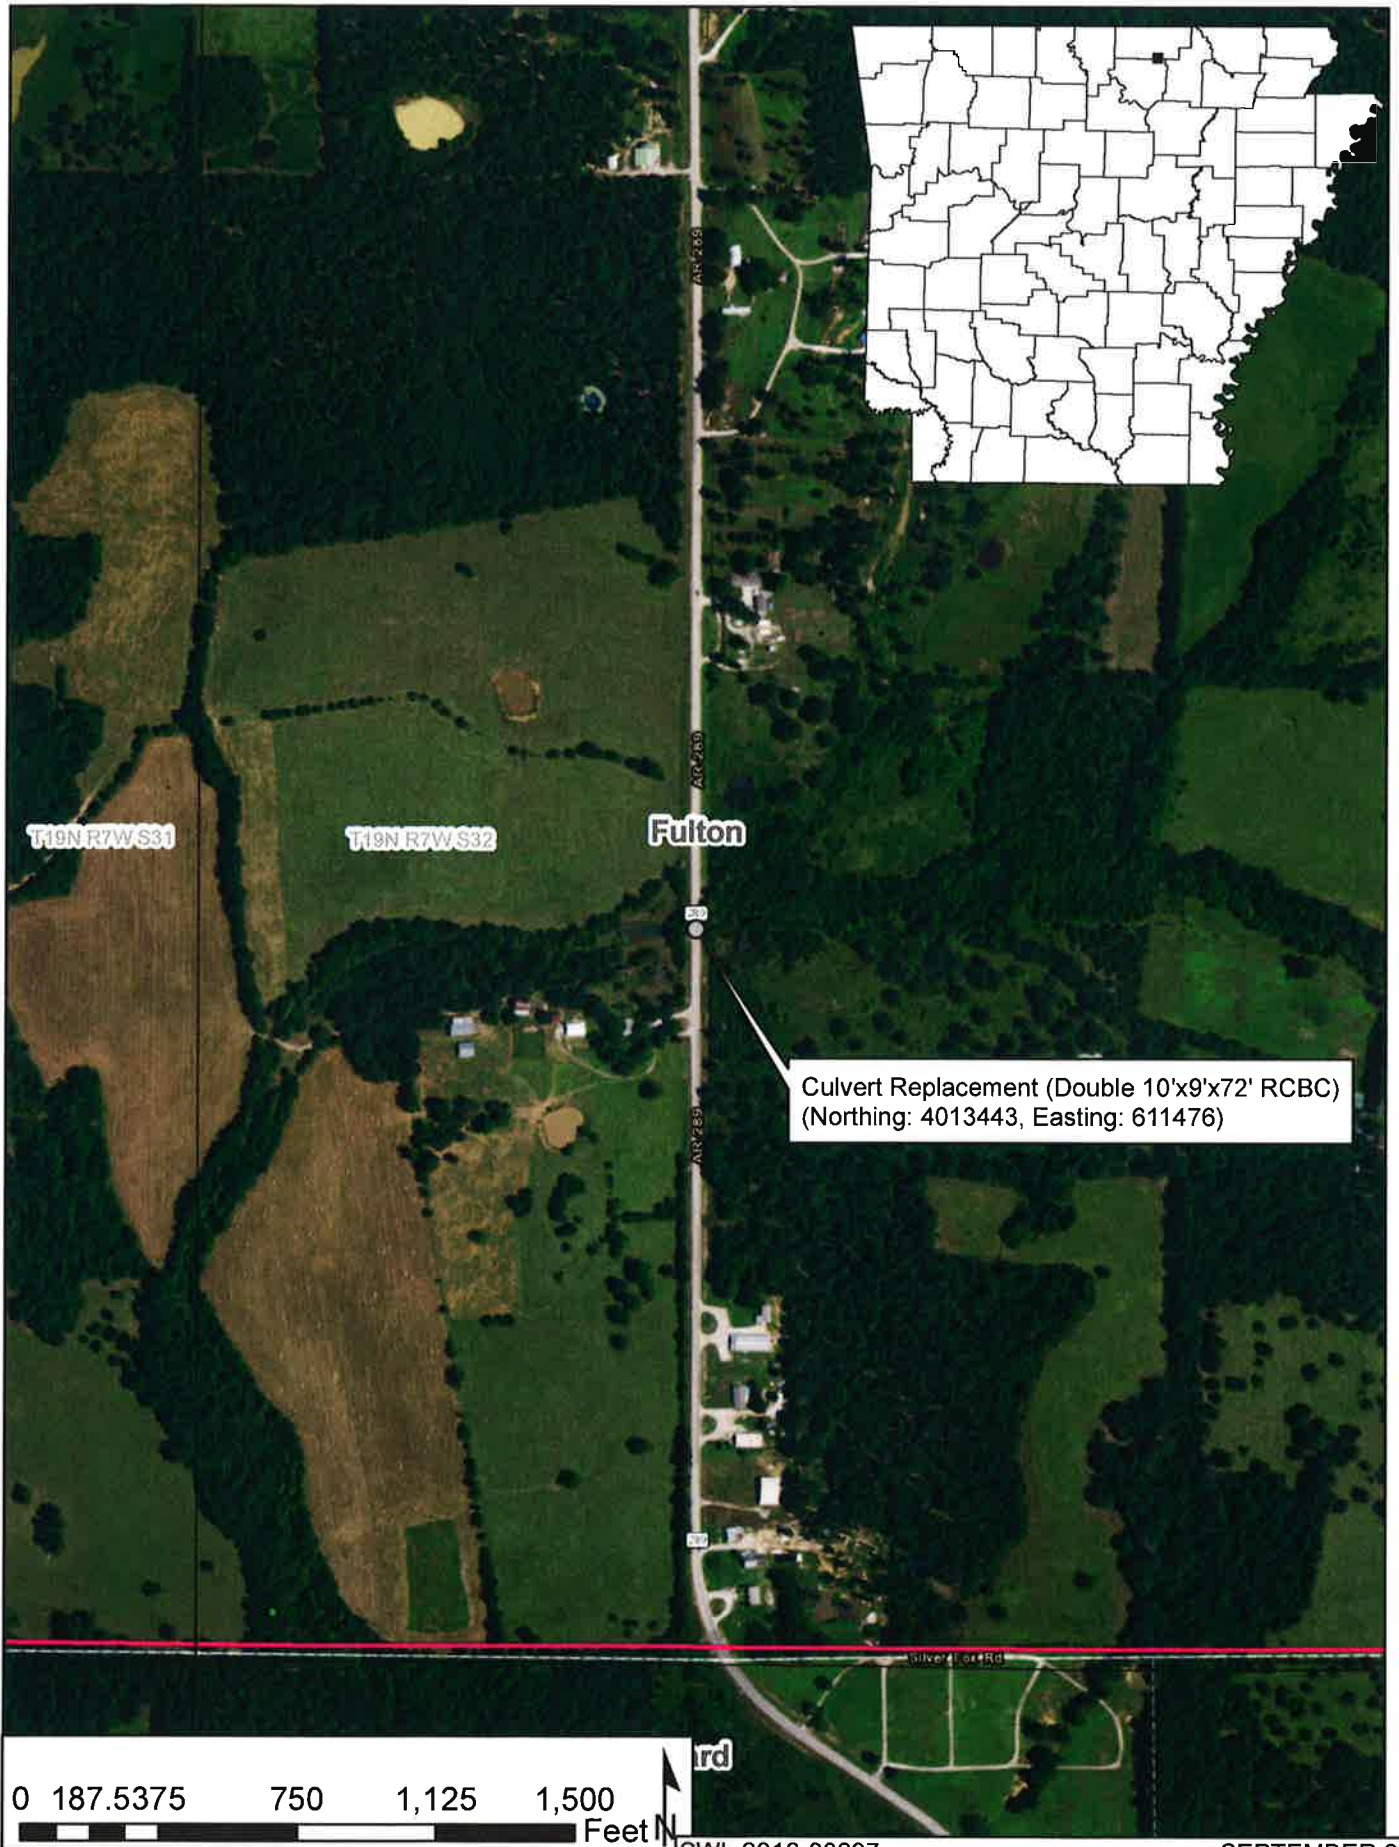 AR-289
AR-289
Fulton
T19N R7W S31
T19N R7W S32
289
Culvert Replacement (Double 10'x9'x72' RCBC)
(Northing: 4013443, Easting: 611476)
AR-289
289
Silver Fox Rd
ard
0 187.5375 750 1,125 1,500
Feet
N